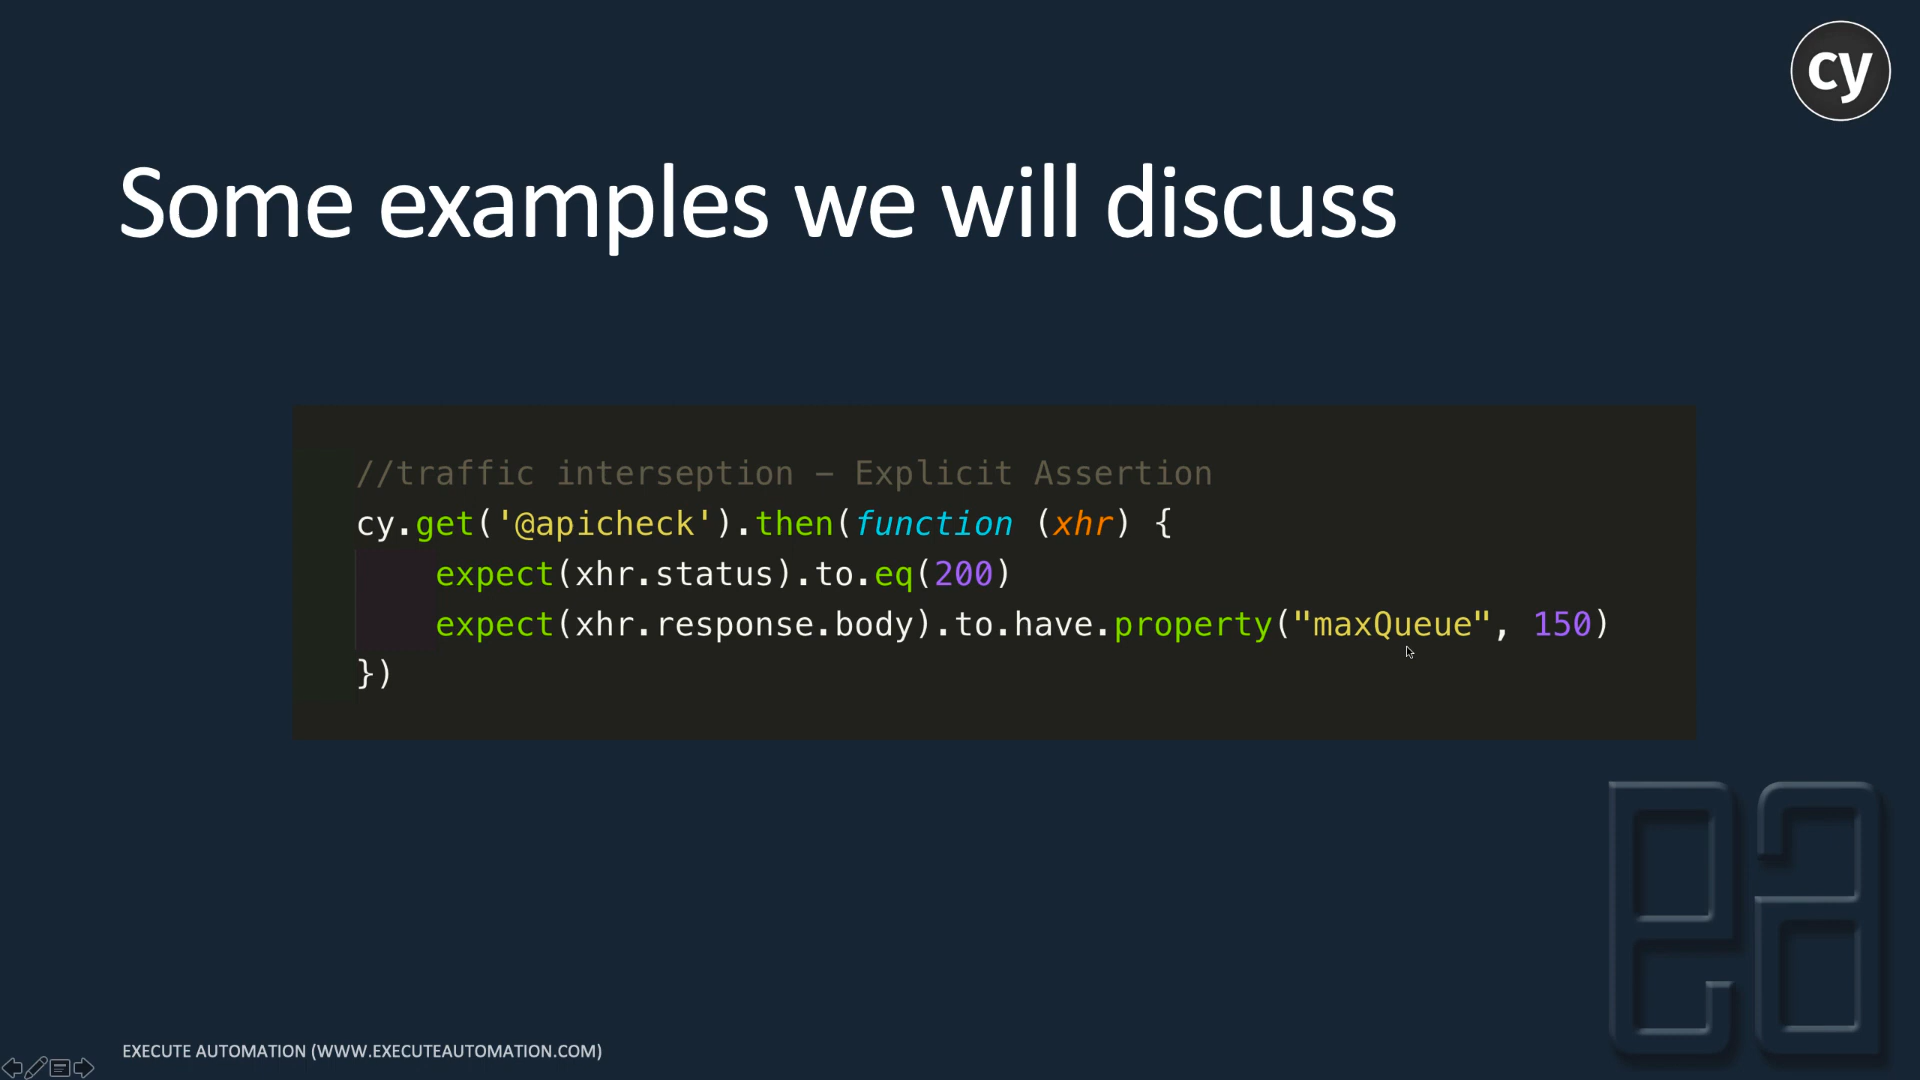 cy
Some examples we will discuss
//traffic interseption – Explicit Assertion
cy.get('@apicheck').then(function (xhr) {
    expect(xhr.status).to.eq(200)
    expect(xhr.response.body).to.have.property("maxQueue", 150)
})
ea
EXECUTE AUTOMATION (WWW.EXECUTEAUTOMATION.COM)